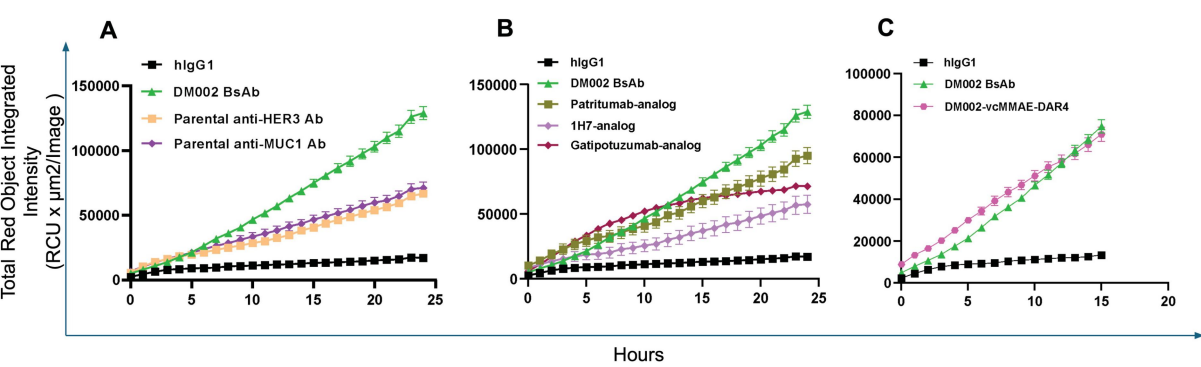 Total Red Object Integrated
Intensity
(RCU x µm2/Image )
A
hIgG1
DM002 BsAb
Parental anti-HER3 Ab
Parental anti-MUC1 Ab
150000
100000
50000
0
0 5 10 15 20 25
B
hIgG1
DM002 BsAb
Patritumab-analog
1H7-analog
Gatipotuzumab-analog
150000
100000
50000
0
0 5 10 15 20 25
C
hIgG1
DM002 BsAb
DM002-vcMMAE-DAR4
100000
80000
60000
40000
20000
0
0 5 10 15 20
Hours